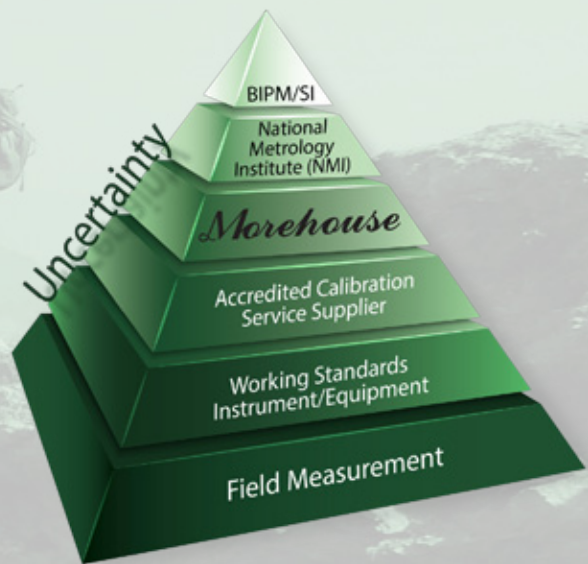 BIPM/SI
National
Metrology
Institute (NMI)
Morehouse
Accredited Calibration
Service Supplier
Working Standards
Instrument/Equipment
Field Measurement
Uncertainty